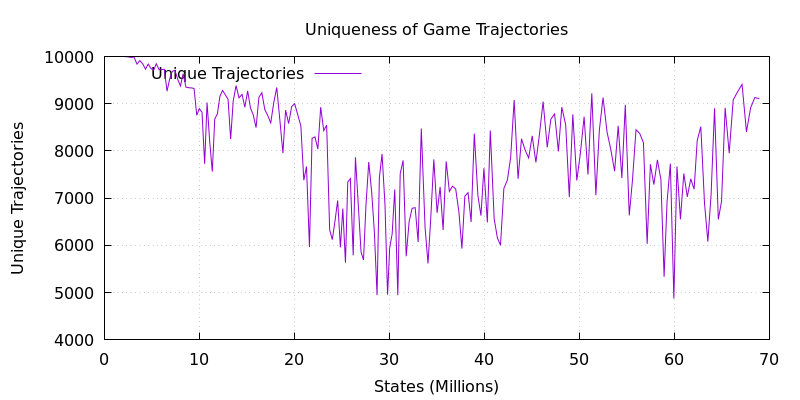 Uniqueness of Game Trajectories
Unique Trajectories
10000
9000
8000
7000
6000
5000
4000
Unique Trajectories
0 10 20 30 40 50 60 70
States (Millions)